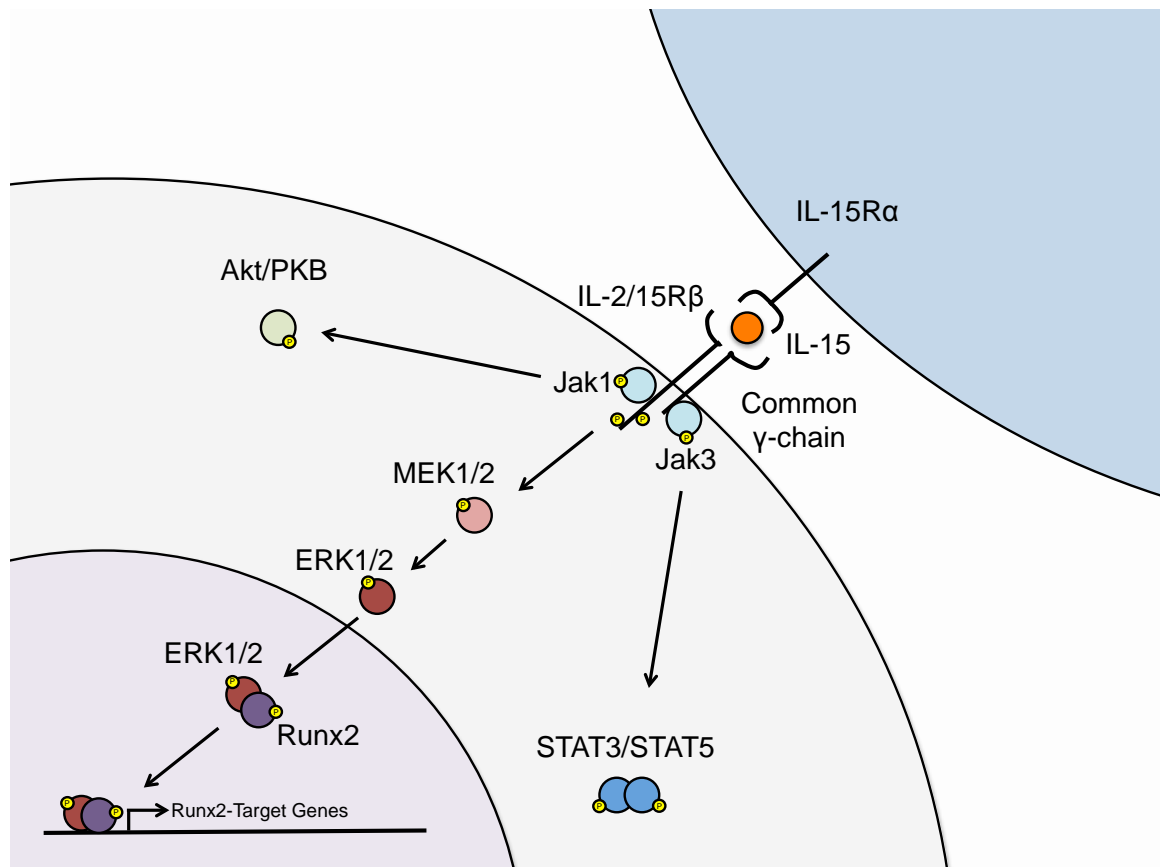 IL-15Rα
Akt/PKB
IL-2/15Rβ
IL-15
P
Jak1
P
Common
γ-chain
P
P
P
Jak3
MEK1/2
P
ERK1/2
P
ERK1/2
P
P
Runx2
STAT3/STAT5
P
P
P
P
Runx2-Target Genes